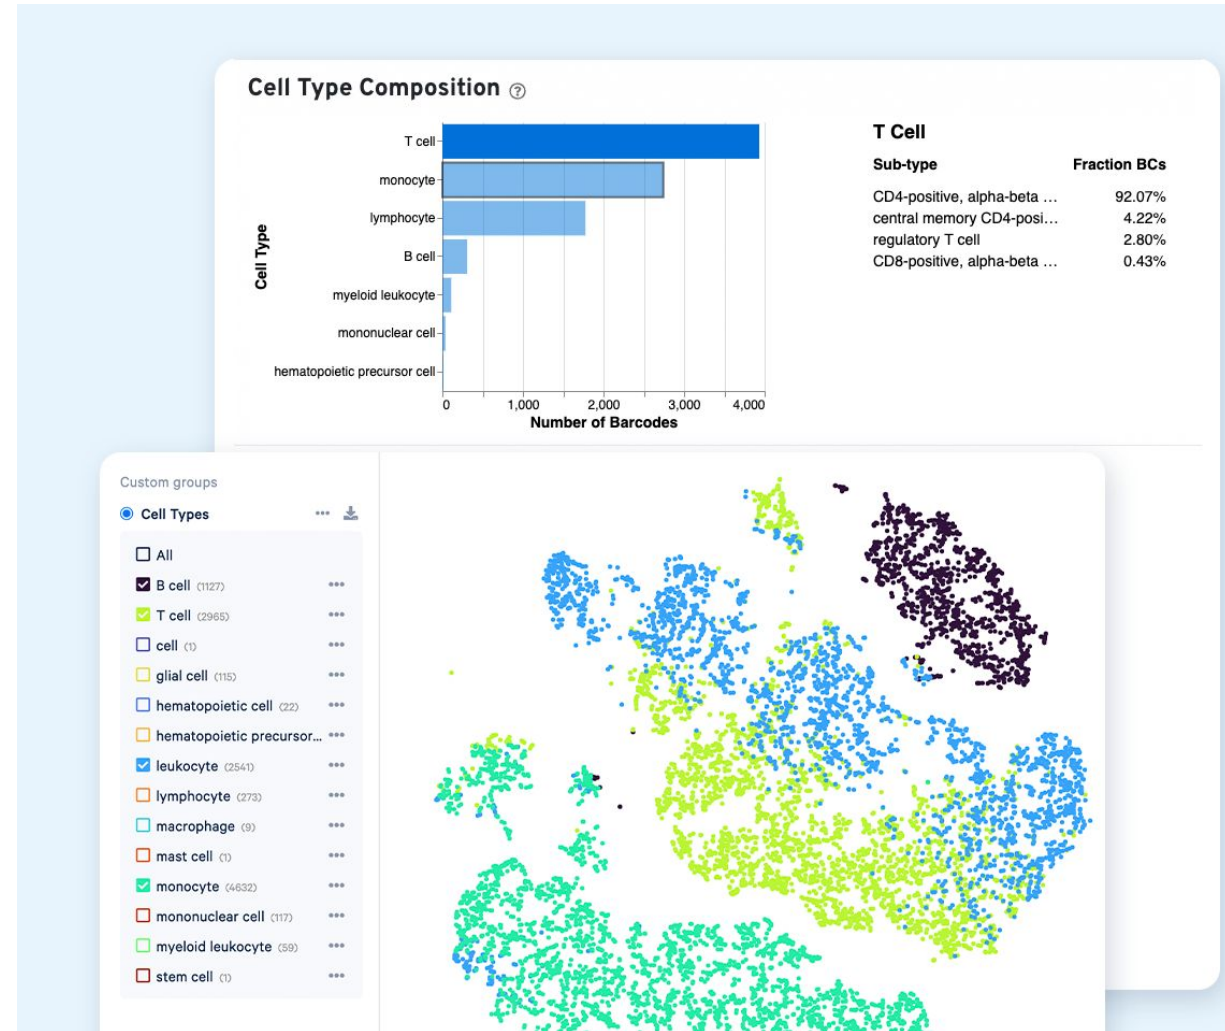 Cell Type Composition ?
T cell
monocyte
lymphocyte
B cell
myeloid leukocyte
mononuclear cell
hematopoietic precursor cell
Cell Type
0 1,000 2,000 3,000 4,000
Number of Barcodes
T Cell
Sub-type Fraction BCs
CD4-positive, alpha-beta ... 92.07%
central memory CD4-posi... 4.22%
regulatory T cell 2.80%
CD8-positive, alpha-beta ... 0.43%
Custom groups
Cell Types
All
B cell (1127)
T cell (2965)
cell (1)
glial cell (115)
hematopoietic cell (22)
hematopoietic precursor...
leukocyte (2541)
lymphocyte (273)
macrophage (9)
mast cell (1)
monocyte (4632)
mononuclear cell (117)
myeloid leukocyte (59)
stem cell (1)